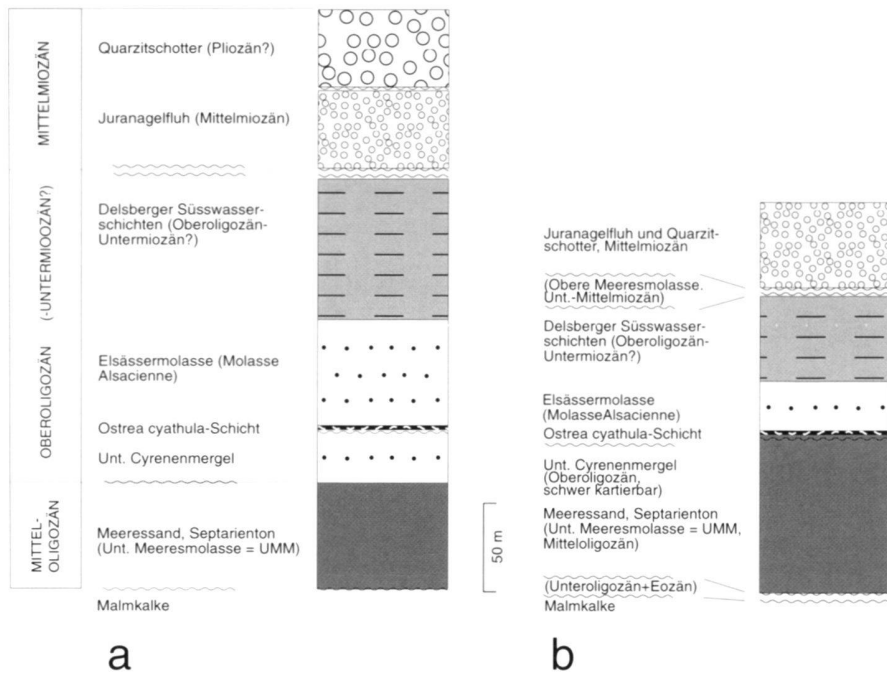 MITTELMIOZÄN
(-UNTERMIOOZÄN?)
OBEROLIGOZÄN
MITTEL-
OLIGOZÄN
Quarzitschotter (Pliozän?)
Juranagelfluh (Mittelmiozän)
Delsberger Süsswasser-
schichten (Oberoligozän-
Untermiozän?)
Elsässermolasse (Molasse
Alsacienne)
Ostrea cyathula-Schicht
Unt. Cyrenenmergel
Meeressand, Septarienton
(Unt. Meeresmolasse = UMM)
Malmkalke
a
50 m
Juranagelfluh und Quarzit-
schotter, Mittelmiozän
(Obere Meeresmolasse.
Unt.-Mittelmiozän)
Delsberger Süsswasser-
schichten (Oberoligozän-
Untermiozän?)
Elsässermolasse
(MolasseAlsacienne)
Ostrea cyathula-Schicht
Unt. Cyrenenmergel
(Oberoligozän,
schwer kartierbar)
Meeressand, Septarienton
(Unt. Meeresmolasse = UMM,
Mitteloligozän)
(Unteroligozän+Eozän)
Malmkalke
b